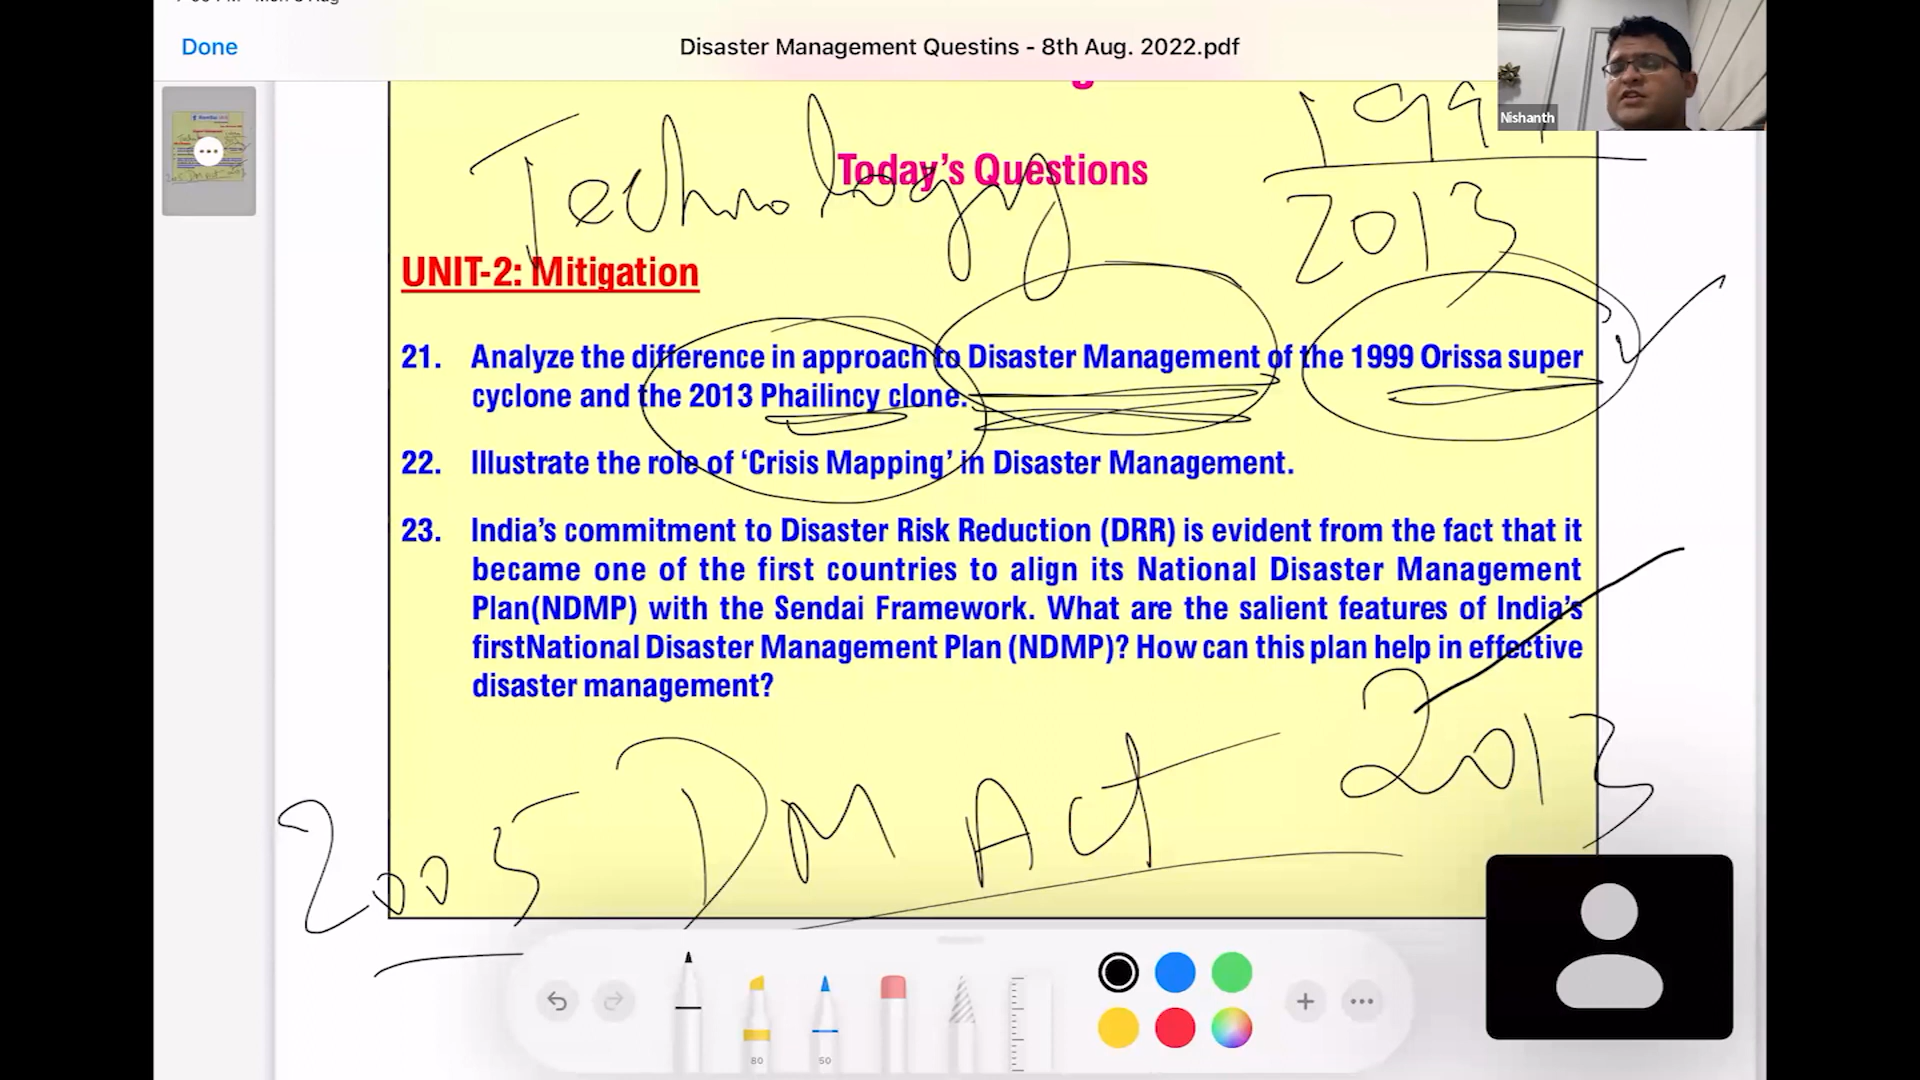 Done
Disaster Management Questins - 8th Aug. 2022.pdf
Nishanth
Technology
1999
2013
Today's Questions
UNIT-2: Mitigation
21. Analyze the difference in approach to Disaster Management of the 1999 Orissa super
cyclone and the 2013 Phailincy clone.
22. Illustrate the role of ‘Crisis Mapping’ in Disaster Management.
23. India’s commitment to Disaster Risk Reduction (DRR) is evident from the fact that it
became one of the first countries to align its National Disaster Management
Plan(NDMP) with the Sendai Framework. What are the salient features of India’s
firstNational Disaster Management Plan (NDMP)? How can this plan help in effective
disaster management?
2005 DM Act 2013
80
50